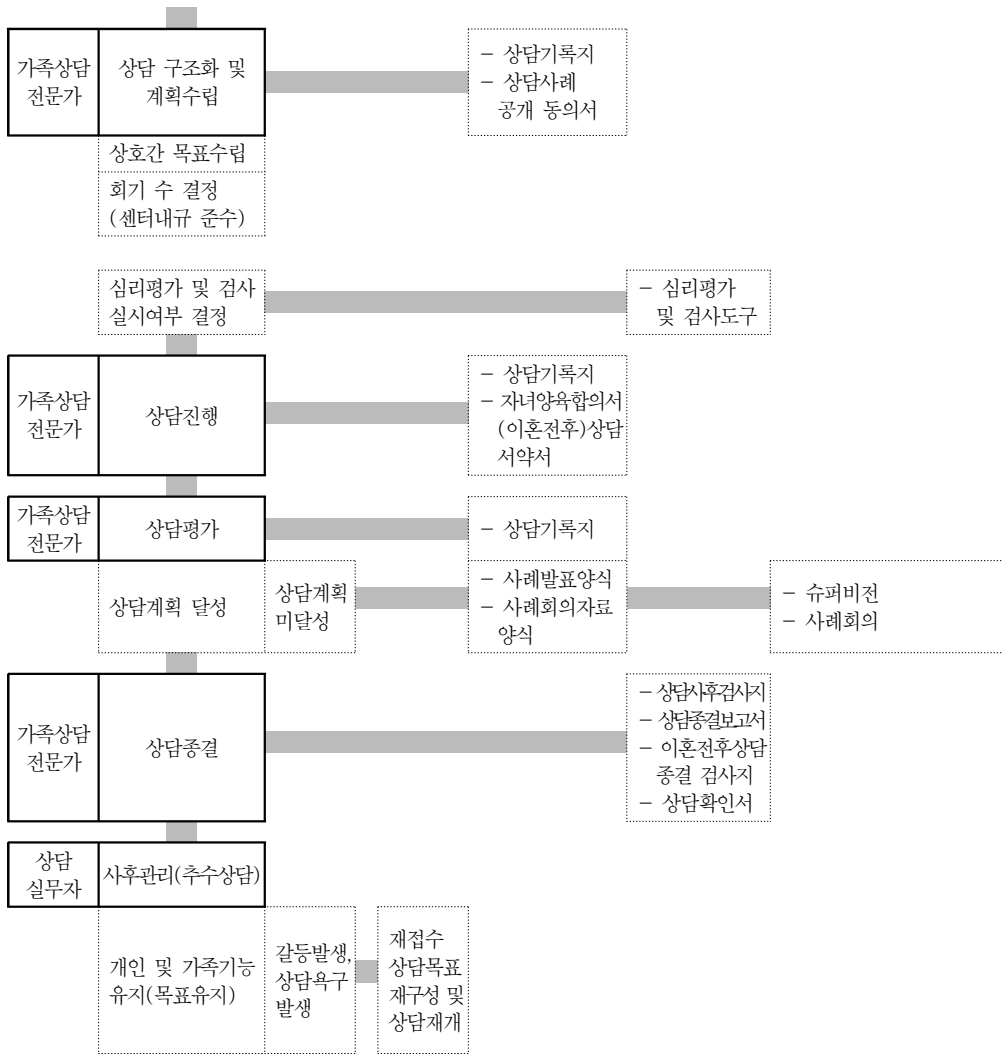 가족상담
전문가
상담 구조화 및
계획수립
− 상담기록지
− 상담사례
공개 동의서
상호간 목표수립
회기 수 결정
(센터내규 준수)
심리평가 및 검사
실시여부 결정
− 심리평가
및 검사도구
가족상담
전문가
상담진행
− 상담기록지
− 자녀양육합의서
(이혼전후)상담
서약서
가족상담
전문가
상담평가
− 상담기록지
상담계획 달성
상담계획
미달성
− 사례발표양식
− 사례회의자료
양식
− 슈퍼비전
− 사례회의
가족상담
전문가
상담종결
− 상담사후검사지
− 상담종결보고서
− 이혼전후상담
종결 검사지
− 상담확인서
상담
실무자
사후관리(추수상담)
개인 및 가족기능
유지(목표유지)
갈등발생,
상담욕구
발생
재접수
상담목표
재구성 및
상담재개